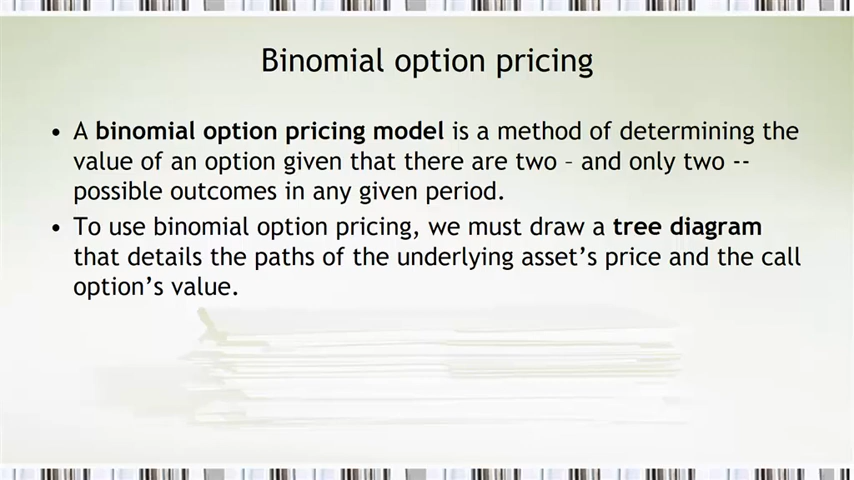 Binomial option pricing
• A binomial option pricing model is a method of determining the
value of an option given that there are two – and only two --
possible outcomes in any given period.
• To use binomial option pricing, we must draw a tree diagram
that details the paths of the underlying asset’s price and the call
option’s value.